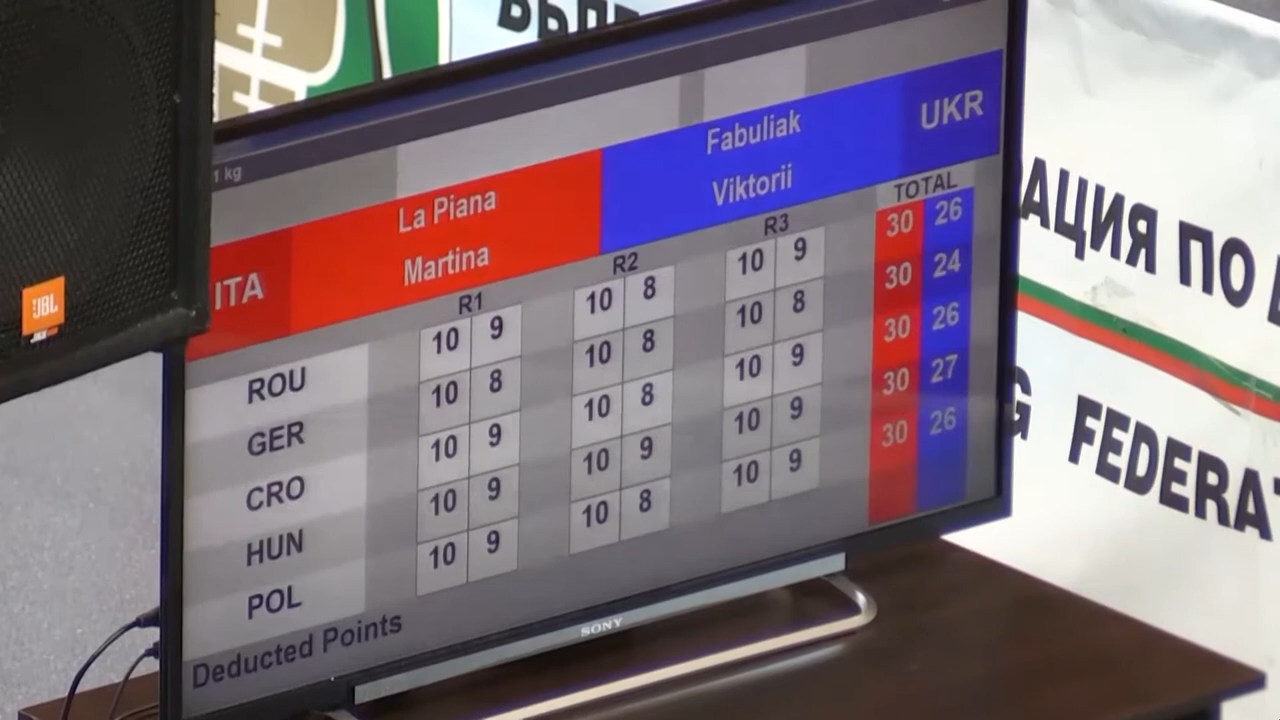 1 kg
Fabuliak UKR
Viktorii
La Piana
ITA Martina
R1 R2 R3 TOTAL
ROU 10 9 10 8 10 9 30 26
GER 10 8 10 8 10 8 30 24
CRO 10 9 10 8 10 9 30 26
HUN 10 9 10 9 10 9 30 27
POL 10 9 10 8 10 9 30 26
Deducted Points
SONY
JBL
АЦИЯ ПО
G FEDERAT